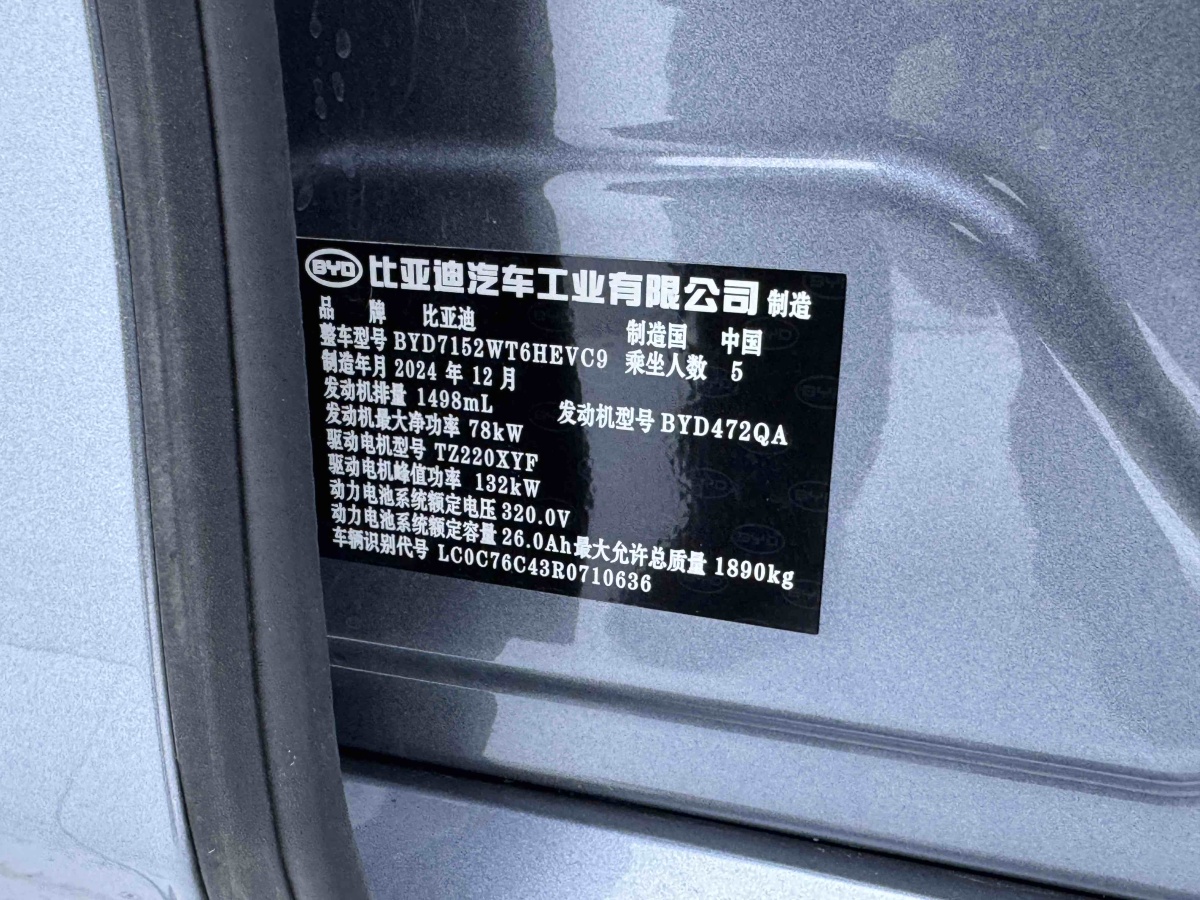 BYD 比亚迪汽车工业有限公司 制造
品 牌 比亚迪 制造国 中国
整车型号 BYD7152WT6HEVC9 乘坐人数 5
制造年月 2024 年 12 月
发动机排量 1498mL 发动机型号 BYD472QA
发动机最大净功率 78kW
驱动电机型号 TZ220XYF
驱动电机峰值功率 132kW
动力电池系统额定电压 320.0V
动力电池系统额定容量 26.0Ah 最大允许总质量 1890kg
车辆识别代号 LC0C76C43R0710636